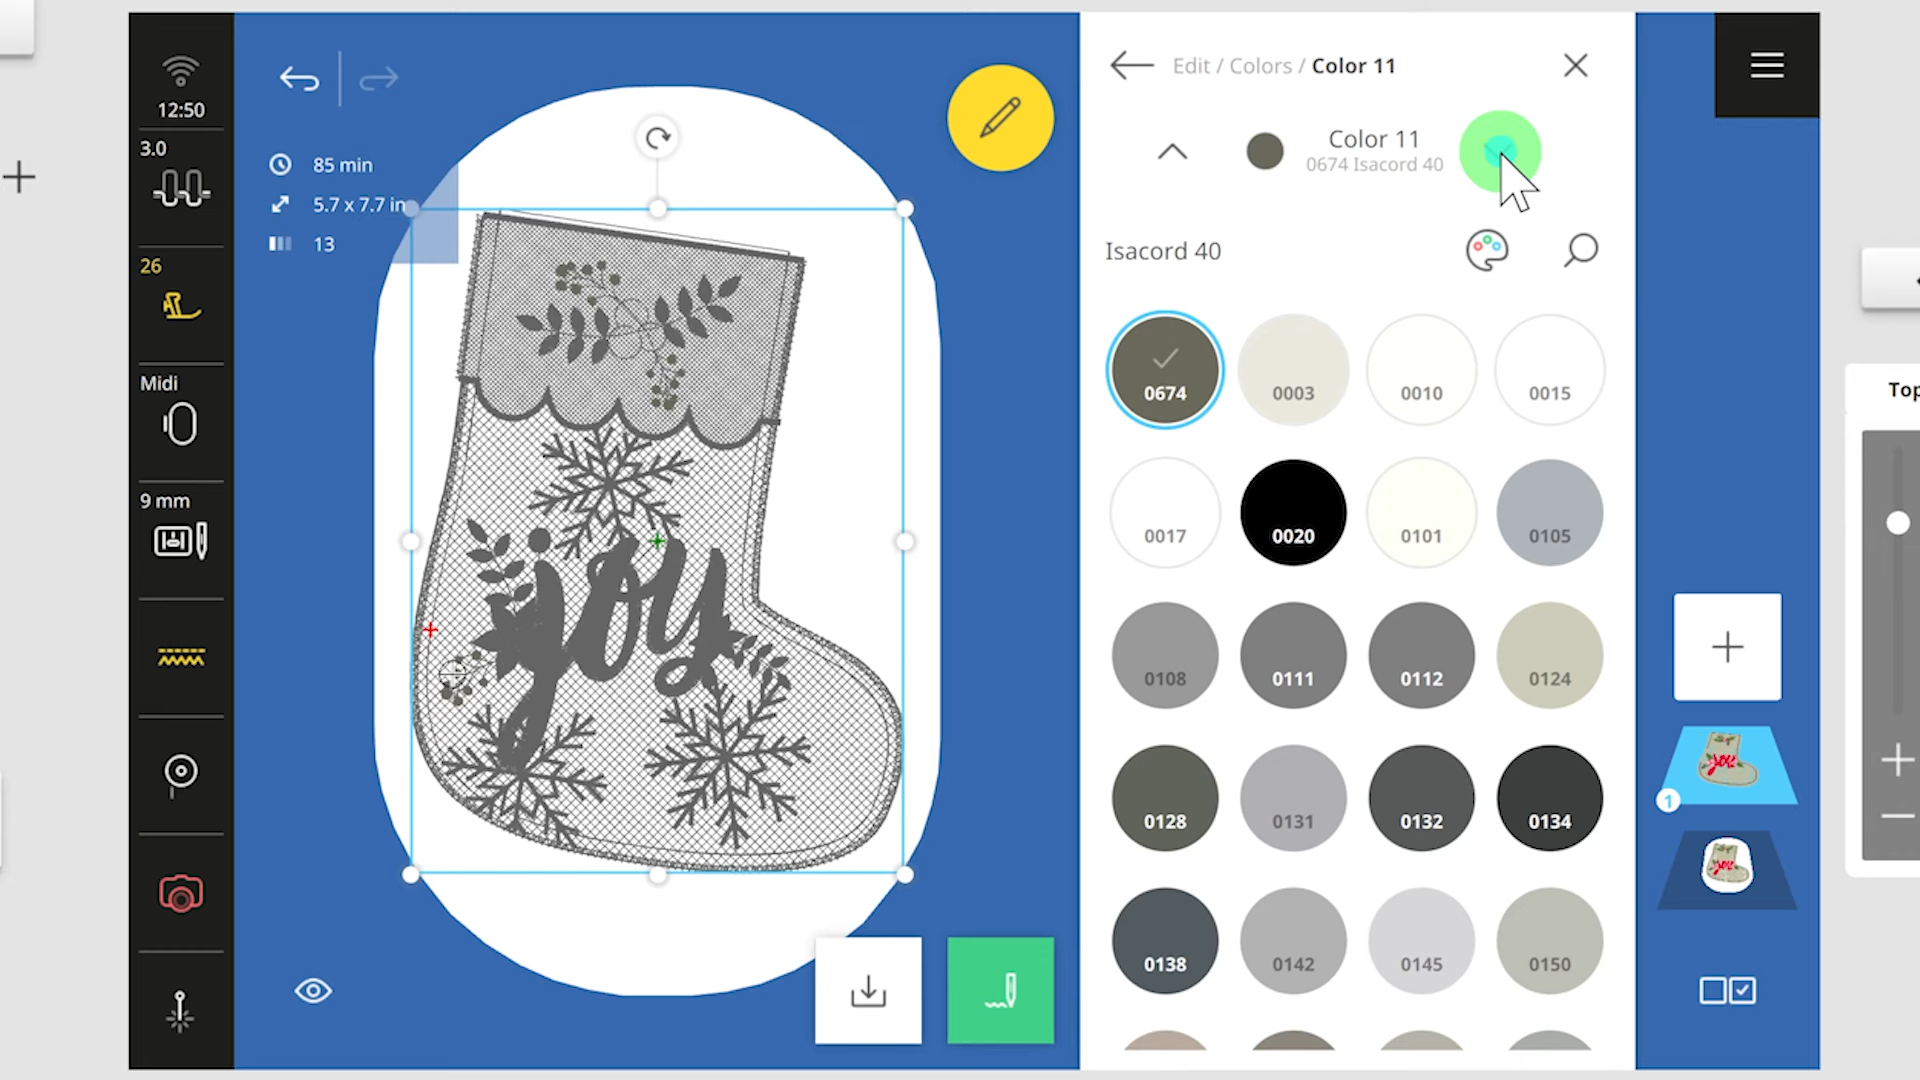 12:50
3.0
26
Midi
9 mm
85 min
5.7 x 7.7 in
13
joy
Edit / Colors / Color 11
Color 11
0674 Isacord 40
Isacord 40
0674 0003 0010 0015
0017 0020 0101 0105
0108 0111 0112 0124
0128 0131 0132 0134
0138 0142 0145 0150
joy
1
joy
Top